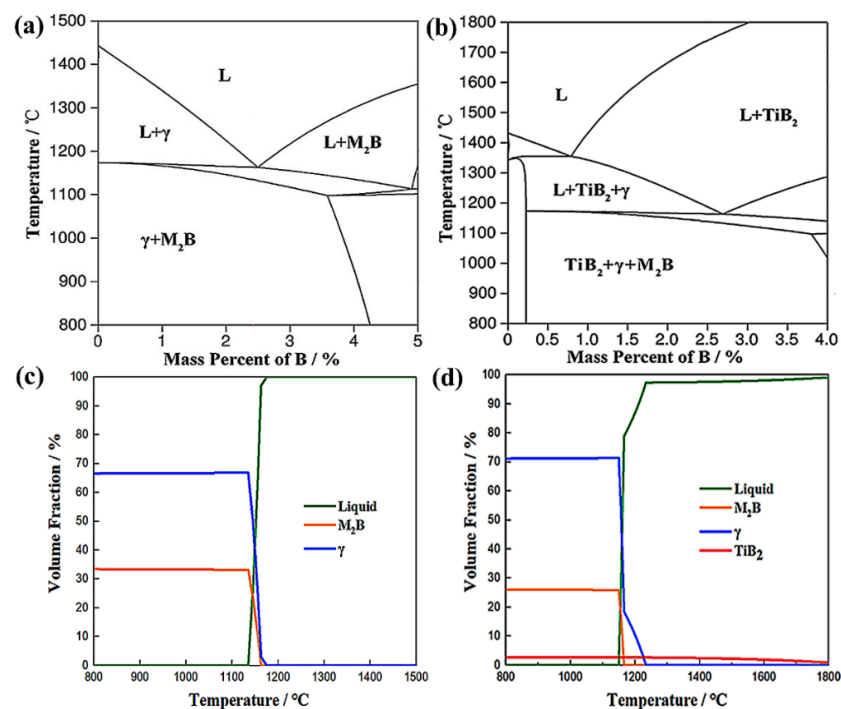 (a)
1500
1400
1300
1200
1100
1000
900
800
Temperature / ℃
L
L+γ
L+M₂B
γ+M₂B
0 1 2 3 4 5
Mass Percent of B / %
(b)
1800
1700
1600
1500
1400
1300
1200
1100
1000
900
800
Temperature / ℃
L
L+TiB₂
L+TiB₂+γ
TiB₂+γ+M₂B
0 0.5 1.0 1.5 2.0 2.5 3.0 3.5 4.0
Mass Percent of B / %
(c)
100
90
80
70
60
50
40
30
20
10
0
Volume Fraction / %
Liquid
M₂B
γ
800 900 1000 1100 1200 1300 1400 1500
Temperature / °C
(d)
100
90
80
70
60
50
40
30
20
10
0
Volume Fraction / %
Liquid
M₂B
γ
TiB₂
800 1000 1200 1400 1600 1800
Temperature / °C